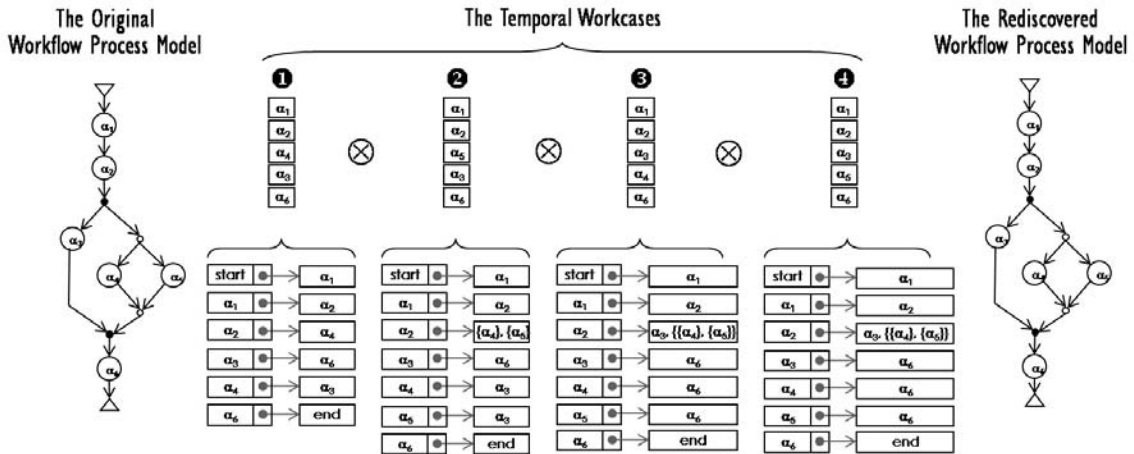 The Original
Workflow Process Model
α₁
α₂
α₃
α₄
α₅
α₆
The Temporal Workcases
1
α₁
α₂
α₄
α₃
α₆
2
α₁
α₂
α₅
α₃
α₆
3
α₁
α₂
α₃
α₄
α₆
4
α₁
α₂
α₃
α₅
α₆
start α₁
α₁ α₂
α₂ α₄
α₃ α₆
α₄ α₃
α₆ end
start α₁
α₁ α₂
α₂ {α₄}, {α₅}
α₃ α₆
α₄ α₃
α₅ α₃
α₆ end
start α₁
α₁ α₂
α₂ α₃, {{α₄}, {α₅}}
α₃ α₆
α₄ α₆
α₅ α₆
α₆ end
start α₁
α₁ α₂
α₂ α₃, {{α₄}, {α₅}}
α₃ α₆
α₄ α₆
α₅ α₆
α₆ end
The Rediscovered
Workflow Process Model
α₁
α₂
α₃
α₄
α₅
α₆